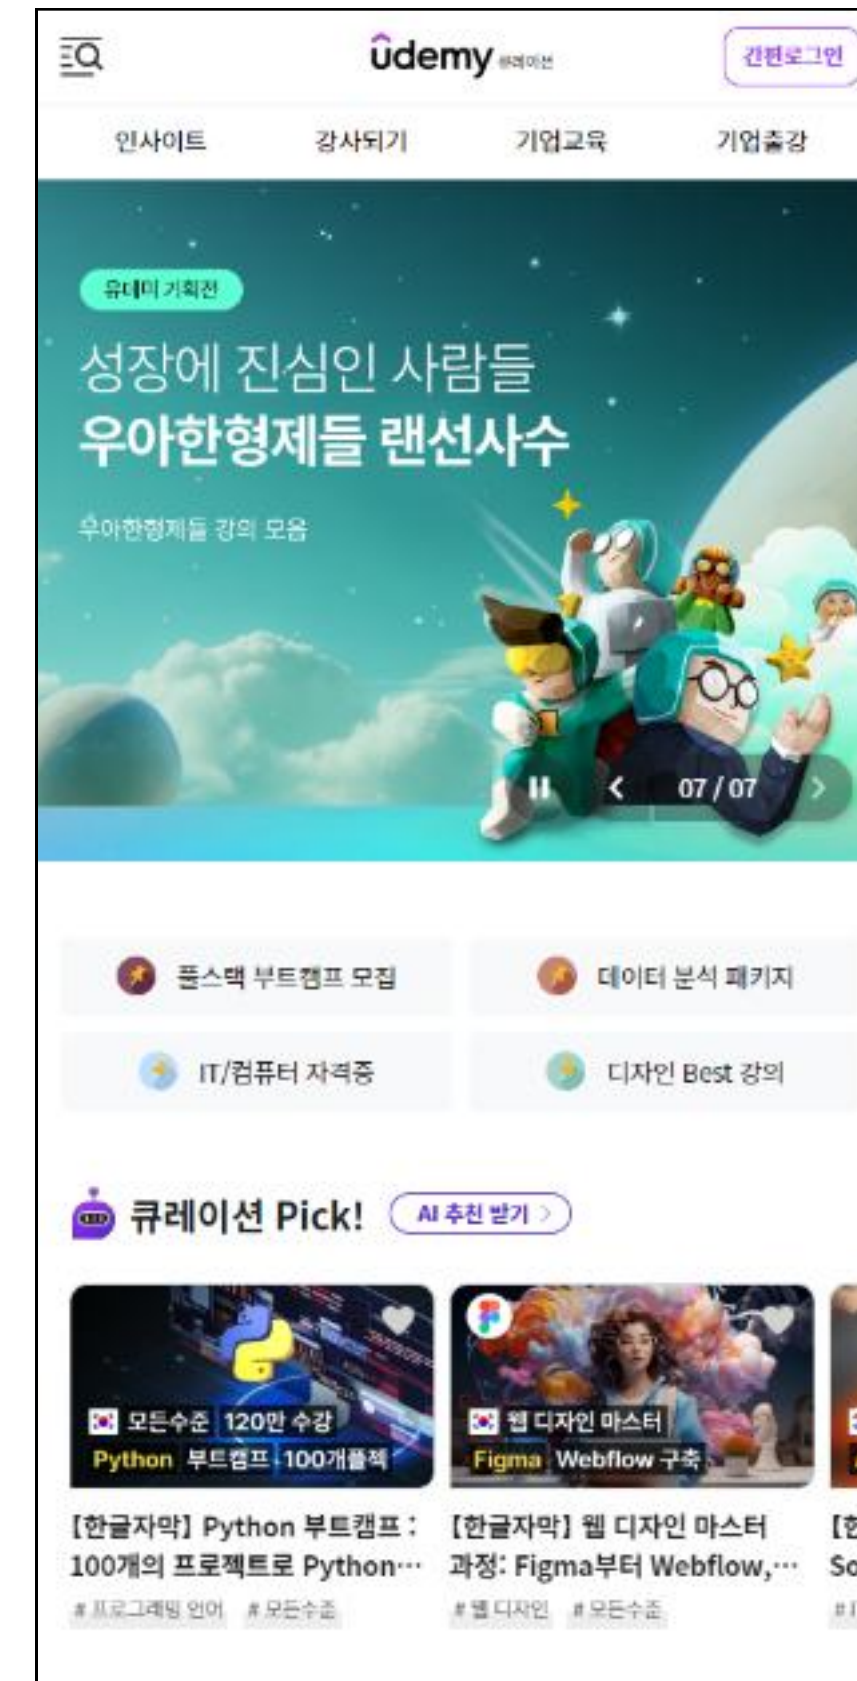 ûdemy 큐레이션
간편로그인
인사이트 강사되기 기업교육 기업출강
유데미 기획전
성장에 진심인 사람들
우아한형제들 랜선사수
우아한형제들 강의 모음
07 / 07
풀스택 부트캠프 모집
데이터 분석 패키지
IT/컴퓨터 자격증
디자인 Best 강의
큐레이션 Pick!
AI 추천 받기 >
모든수준 120만 수강
Python 부트캠프·100개플젝
웹 디자인 마스터
Figma Webflow 구축
【한글자막】 Python 부트캠프 :
100개의 프로젝트로 Python…
# 프로그래밍 언어 # 모든수준
【한글자막】 웹 디자인 마스터
과정: Figma부터 Webflow,…
# 웹 디자인 # 모든수준
【한
So